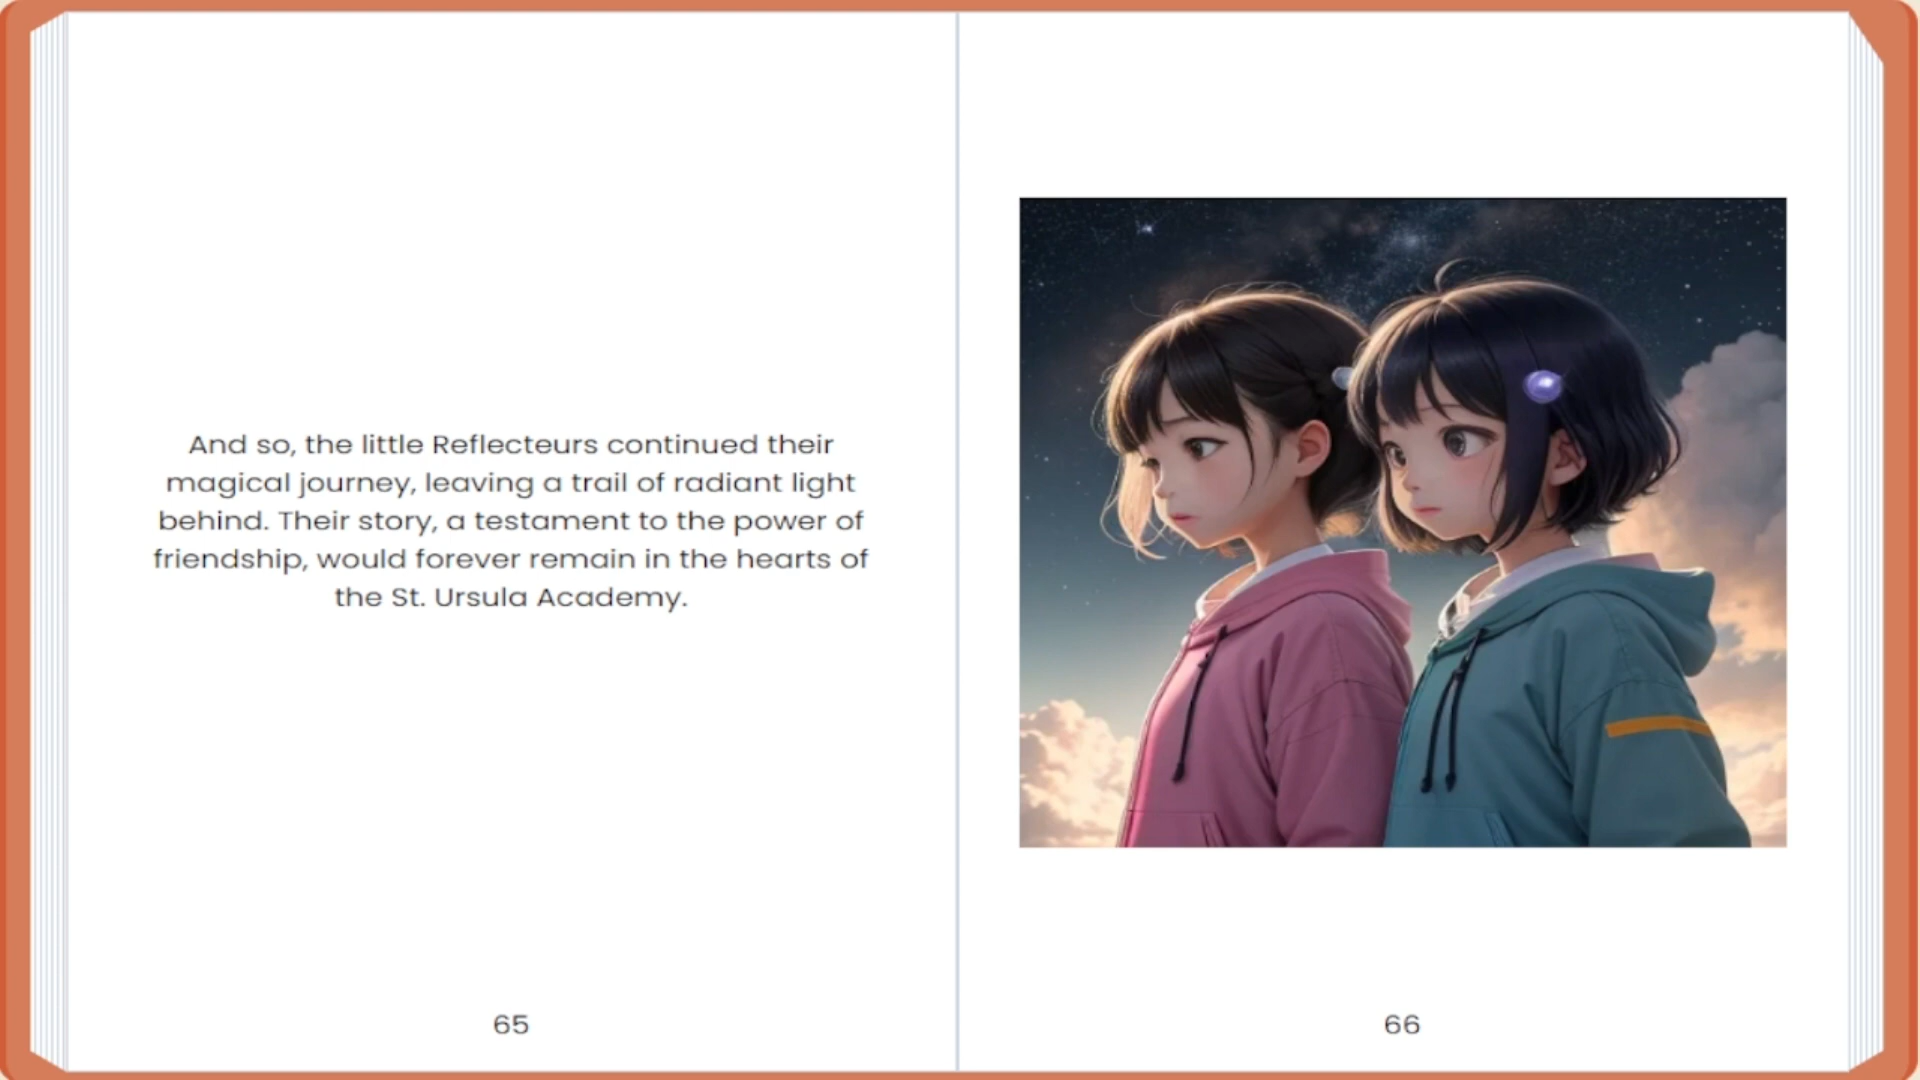 And so, the little Reflecteurs continued their
magical journey, leaving a trail of radiant light
behind. Their story, a testament to the power of
friendship, would forever remain in the hearts of
the St. Ursula Academy.
65
66